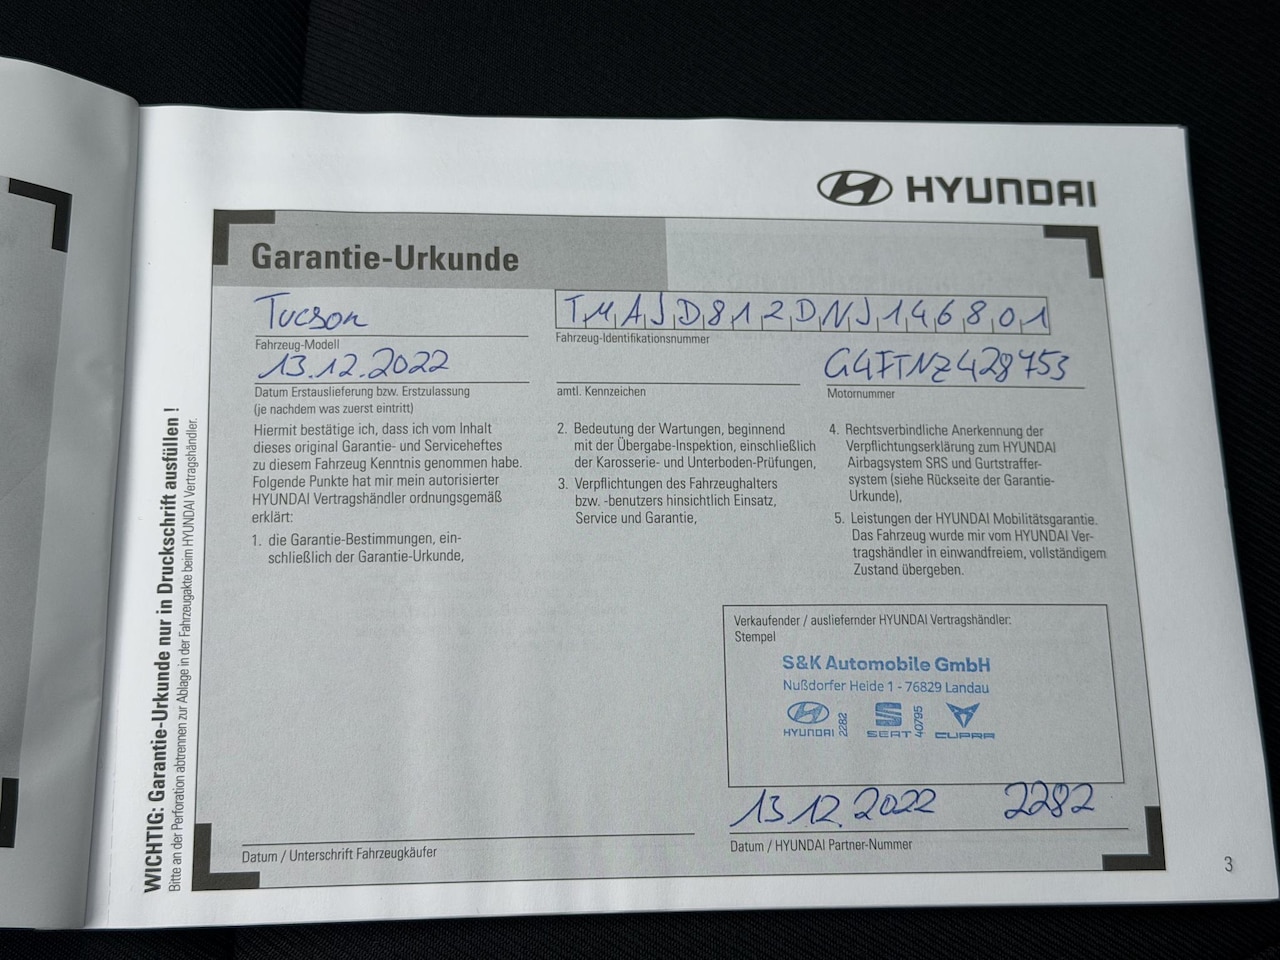 HYUNDAI
Garantie-Urkunde
Tucson
TMAJD812DNJ146801
Fahrzeug-Modell
Fahrzeug-Identifikationsnummer
13.12.2022
G4FTNZ428753
Datum Erstauslieferung bzw. Erstzulassung
(je nachdem was zuerst eintritt)
amtl. Kennzeichen
Motornummer
Hiermit bestätige ich, dass ich vom Inhalt
dieses original Garantie- und Serviceheftes
zu diesem Fahrzeug Kenntnis genommen habe.
Folgende Punkte hat mir mein autorisierter
HYUNDAI Vertragshändler ordnungsgemäß
erklärt:
1. die Garantie-Bestimmungen, ein-
schließlich der Garantie-Urkunde,
2. Bedeutung der Wartungen, beginnend
mit der Übergabe-Inspektion, einschließlich
der Karosserie- und Unterboden-Prüfungen,
3. Verpflichtungen des Fahrzeughalters
bzw. -benutzers hinsichtlich Einsatz,
Service und Garantie,
4. Rechtsverbindliche Anerkennung der
Verpflichtungserklärung zum HYUNDAI
Airbagsystem SRS und Gurtstraffer-
system (siehe Rückseite der Garantie-
Urkunde),
5. Leistungen der HYUNDAI Mobilitätsgarantie.
Das Fahrzeug wurde mir vom HYUNDAI Ver-
tragshändler in einwandfreiem, vollständigem
Zustand übergeben.
Verkaufender / ausliefernder HYUNDAI Vertragshändler:
Stempel
S&K Automobile GmbH
Nußdorfer Heide 1 - 76829 Landau
HYUNDAI 2282 SEAT 40795 CUPRA
13.12.2022 2282
Datum / Unterschrift Fahrzeugkäufer
Datum / HYUNDAI Partner-Nummer
WICHTIG: Garantie-Urkunde nur in Druckschrift ausfüllen !
Bitte an der Perforation abtrennen zur Ablage in der Fahrzeugakte beim HYUNDAI Vertragshändler.
3